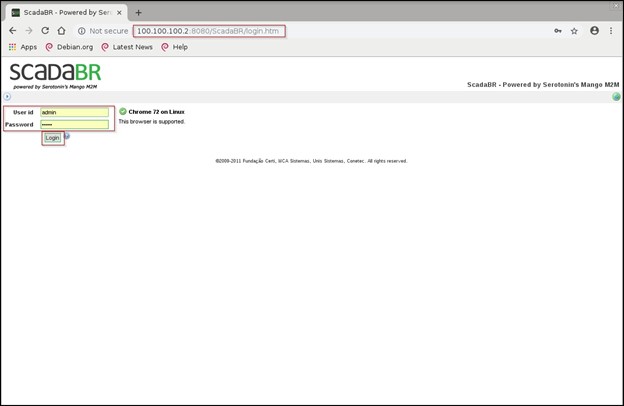 ScadaBR - Powered by Sero
Not secure
100.100.100.2:8080/ScadaBR/login.htm
Apps
Debian.org
Latest News
Help
SCADABR
powered by Serotonin's Mango M2M
ScadaBR - Powered by Serotonin's Mango M2M
User id
admin
Chrome 72 on Linux
Password
•••••
This browser is supported.
Login
©2009-2011 Fundação Certi, MCA Sistemas, Unis Sistemas, Conetec. All rights reserved.